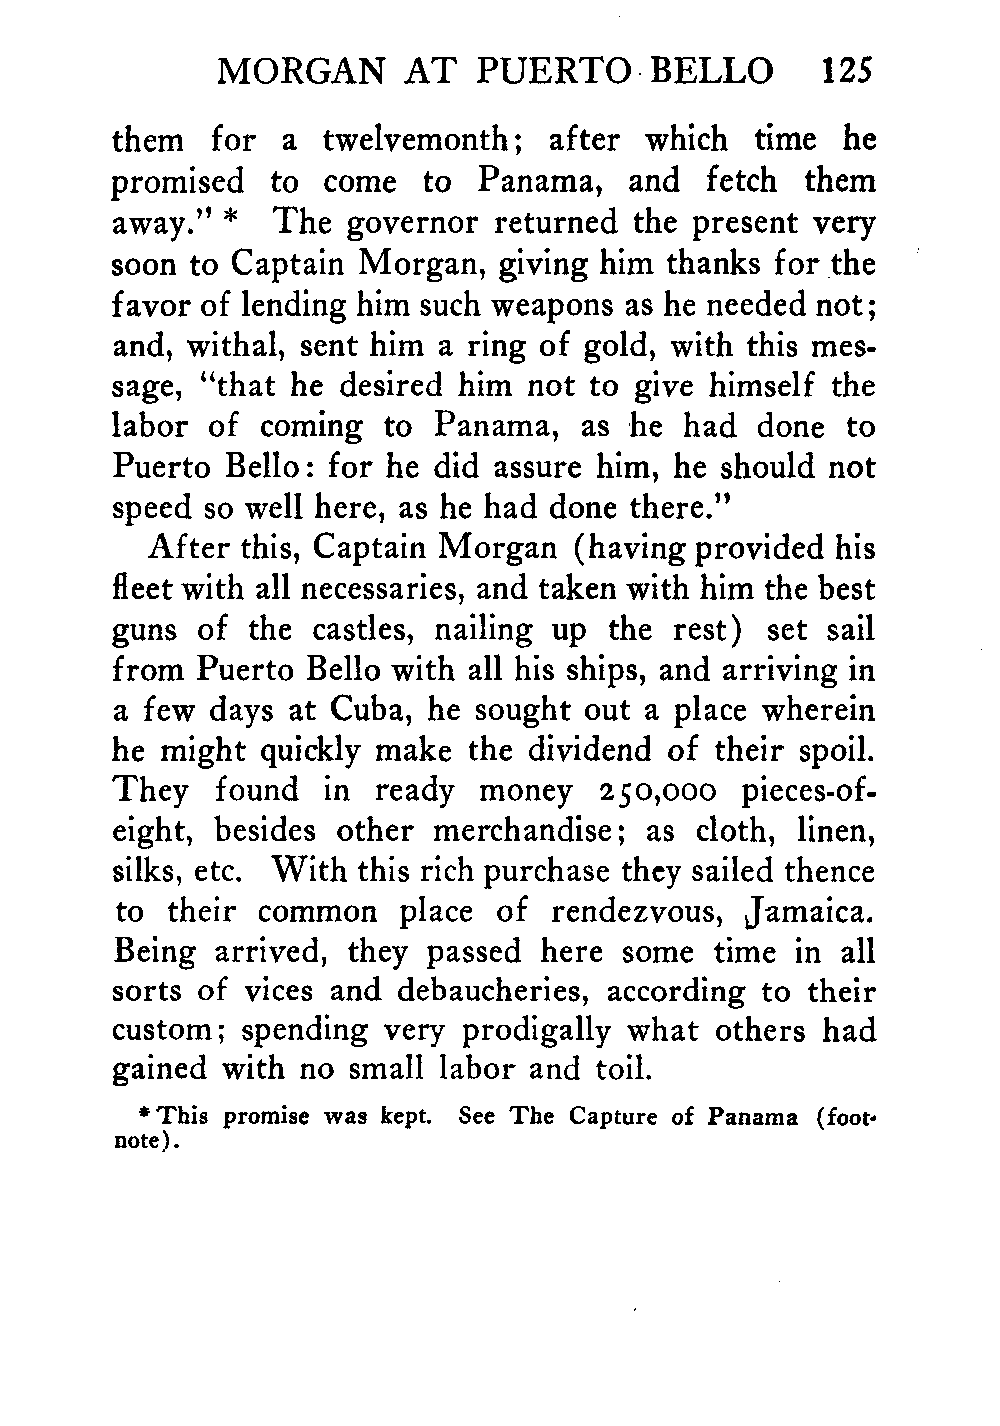 MORGAN AT PUERTO BELLO 125
them for a twelvemonth; after which time he
promised to come to Panama, and fetch them
away." * The governor returned the present very
soon to Captain Morgan, giving him thanks for the
favor of lending him such weapons as he needed not;
and, withal, sent him a ring of gold, with this mes-
sage, "that he desired him not to give himself the
labor of coming to Panama, as he had done to
Puerto Bello: for he did assure him, he should not
speed so well here, as he had done there."
After this, Captain Morgan (having provided his
fleet with all necessaries, and taken with him the best
guns of the castles, nailing up the rest) set sail
from Puerto Bello with all his ships, and arriving in
a few days at Cuba, he sought out a place wherein
he might quickly make the dividend of their spoil.
They found in ready money 250,000 pieces-of-
eight, besides other merchandise; as cloth, linen,
silks, etc. With this rich purchase they sailed thence
to their common place of rendezvous, Jamaica.
Being arrived, they passed here some time in all
sorts of vices and debaucheries, according to their
custom; spending very prodigally what others had
gained with no small labor and toil.
* This promise was kept. See The Capture of Panama (foot-
note).